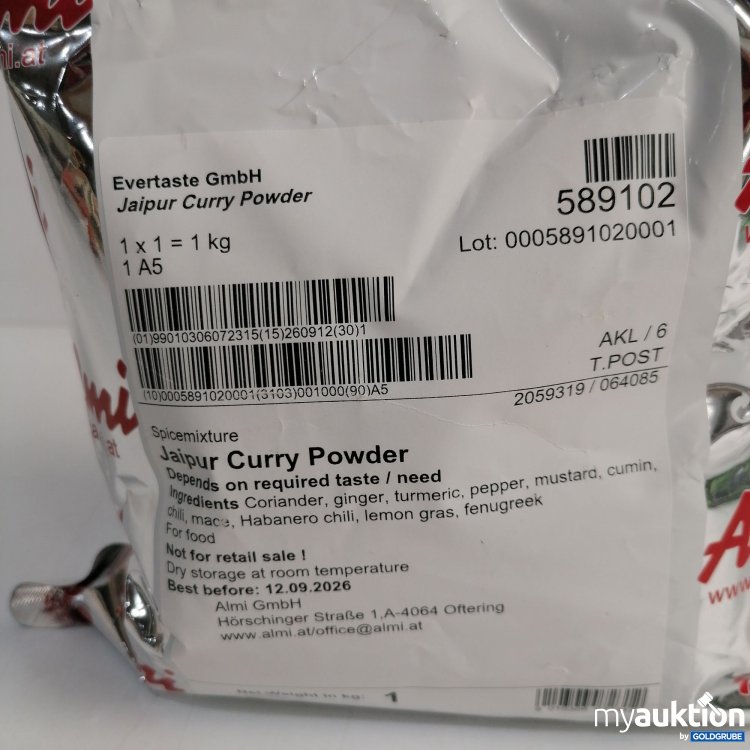 Evertaste GmbH
Jaipur Curry Powder
1 x 1 = 1 kg
1 A5
589102
Lot: 0005891020001
(01)99010306072315(15)260912(30)1
(10)0005891020001(3103)001000(90)A5
AKL / 6
T.POST
2059319 / 064085
Spicemixture
Jaipur Curry Powder
Depends on required taste / need
Ingredients Coriander, ginger, turmeric, pepper, mustard, cumin,
chili, mace, Habanero chili, lemon gras, fenugreek
For food
Not for retail sale !
Dry storage at room temperature
Best before: 12.09.2026
Almi GmbH
Hörschinger Straße 1,A-4064 Oftering
www.almi.at/office@almi.at
Net Weight in kg: 1
myauktion
by GOLDGRUBE